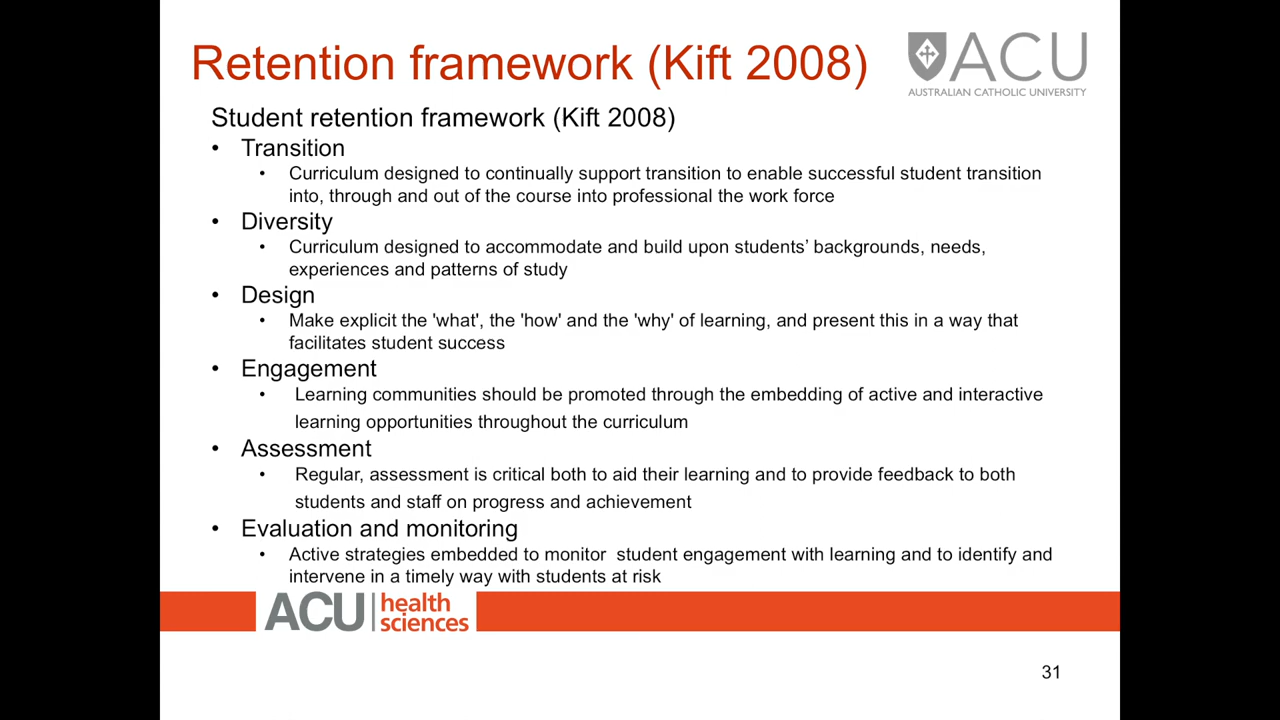 Retention framework (Kift 2008)
ACU
AUSTRALIAN CATHOLIC UNIVERSITY
Student retention framework (Kift 2008)
• Transition
• Curriculum designed to continually support transition to enable successful student transition
into, through and out of the course into professional the work force
• Diversity
• Curriculum designed to accommodate and build upon students’ backgrounds, needs,
experiences and patterns of study
• Design
• Make explicit the 'what', the 'how' and the 'why' of learning, and present this in a way that
facilitates student success
• Engagement
• Learning communities should be promoted through the embedding of active and interactive
learning opportunities throughout the curriculum
• Assessment
• Regular, assessment is critical both to aid their learning and to provide feedback to both
students and staff on progress and achievement
• Evaluation and monitoring
• Active strategies embedded to monitor  student engagement with learning and to identify and
intervene in a timely way with students at risk
ACU health
sciences
31